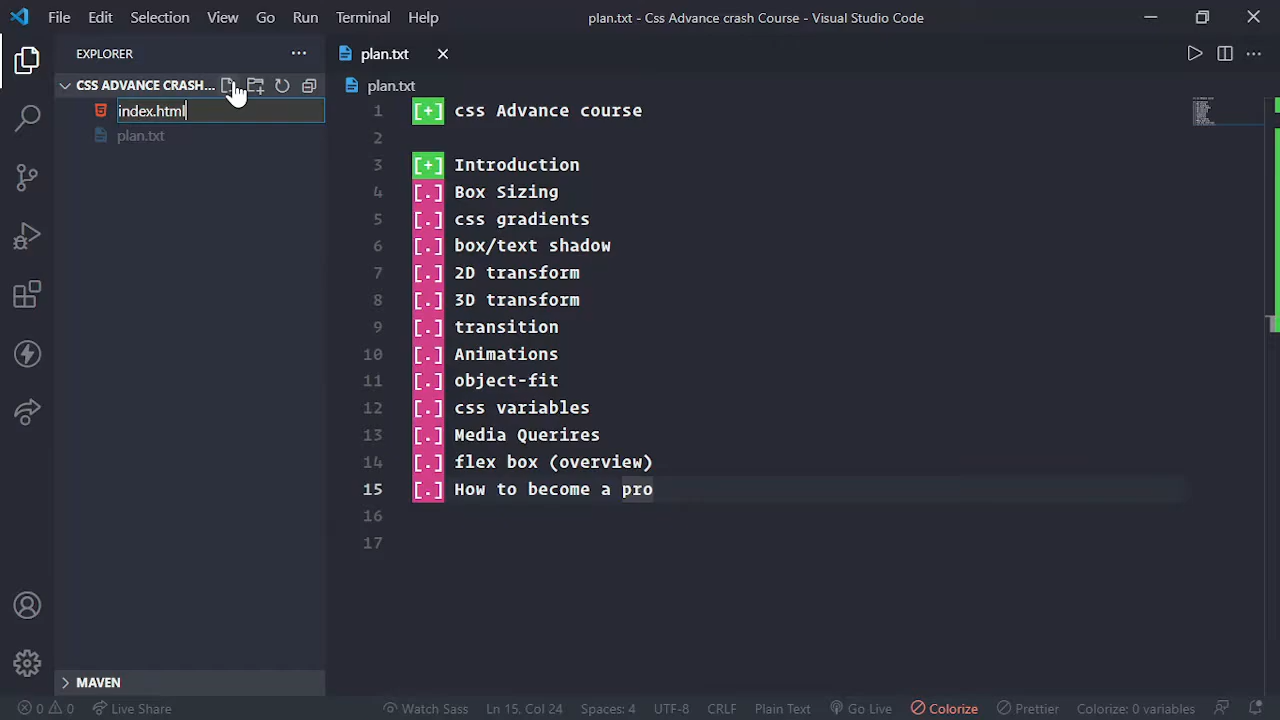 File Edit Selection View Go Run Terminal Help
plan.txt - Css Advance crash Course - Visual Studio Code
EXPLORER
CSS ADVANCE CRASH...
index.html
plan.txt
MAVEN
plan.txt
plan.txt
1 [+] css Advance course
2
3 [+] Introduction
4 [.] Box Sizing
5 [.] css gradients
6 [.] box/text shadow
7 [.] 2D transform
8 [.] 3D transform
9 [.] transition
10 [.] Animations
11 [.] object-fit
12 [.] css variables
13 [.] Media Querires
14 [.] flex box (overview)
15 [.] How to become a pro
16
17
0 0 Live Share Watch Sass Ln 15, Col 24 Spaces: 4 UTF-8 CRLF Plain Text Go Live Colorize Prettier Colorize: 0 variables